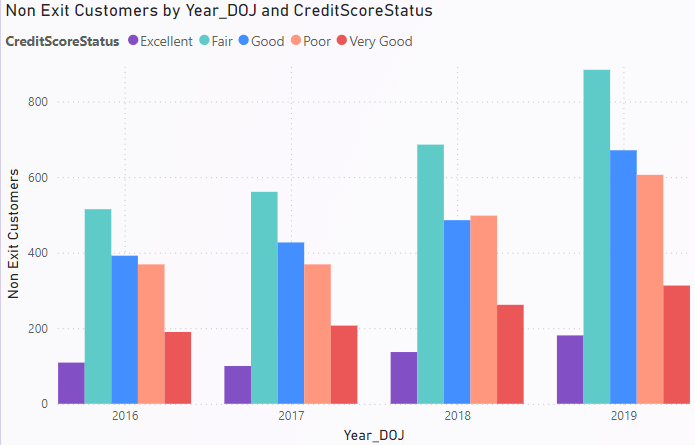 Non Exit Customers by Year_DOJ and CreditScoreStatus
CreditScoreStatus Excellent Fair Good Poor Very Good
Non Exit Customers
800
600
400
200
0
2016 2017 2018 2019
Year_DOJ